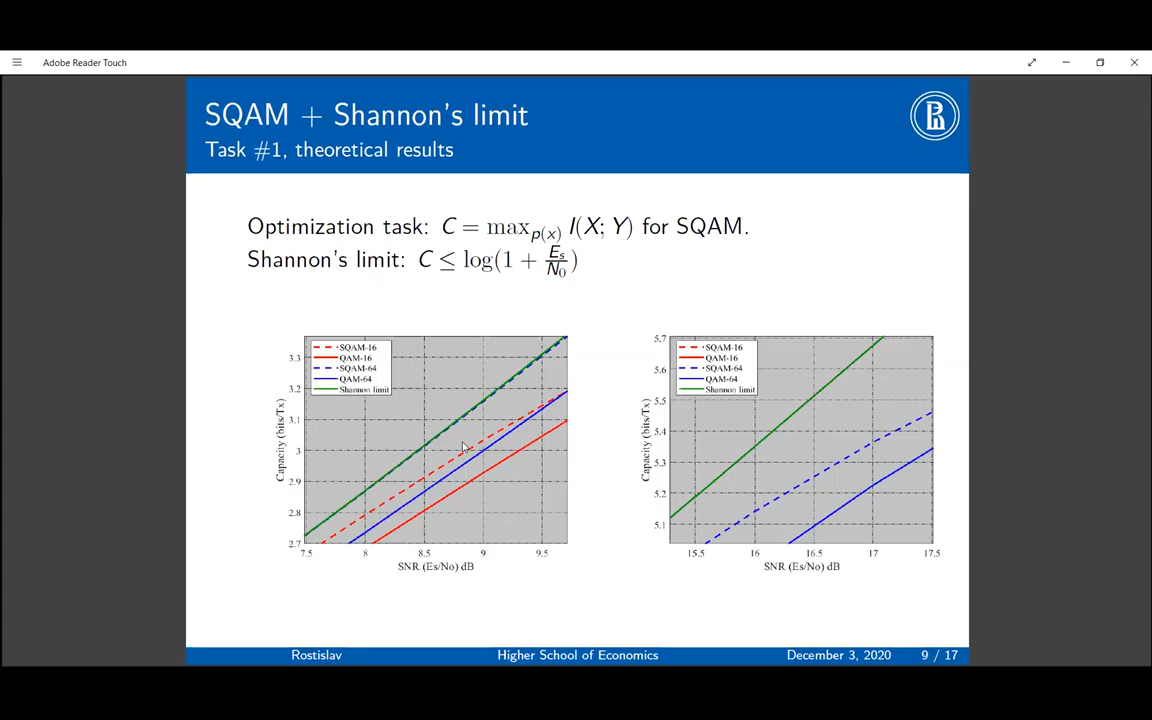 Adobe Reader Touch
SQAM + Shannon's limit
Task #1, theoretical results
Optimization task: C = max_{p(x)} I(X; Y) for SQAM.
Shannon's limit: C ≤ log(1 + E_s/N_0)
SQAM-16
QAM-16
SQAM-64
QAM-64
Shannon limit
3.3
3.2
3.1
3
2.9
2.8
2.7
Capacity (bits/Tx)
7.5 8 8.5 9 9.5
SNR (Es/No) dB
SQAM-16
QAM-16
SQAM-64
QAM-64
Shannon limit
5.7
5.6
5.5
5.4
5.3
5.2
5.1
Capacity (bits/Tx)
15.5 16 16.5 17 17.5
SNR (Es/No) dB
Rostislav Higher School of Economics December 3, 2020 9 / 17